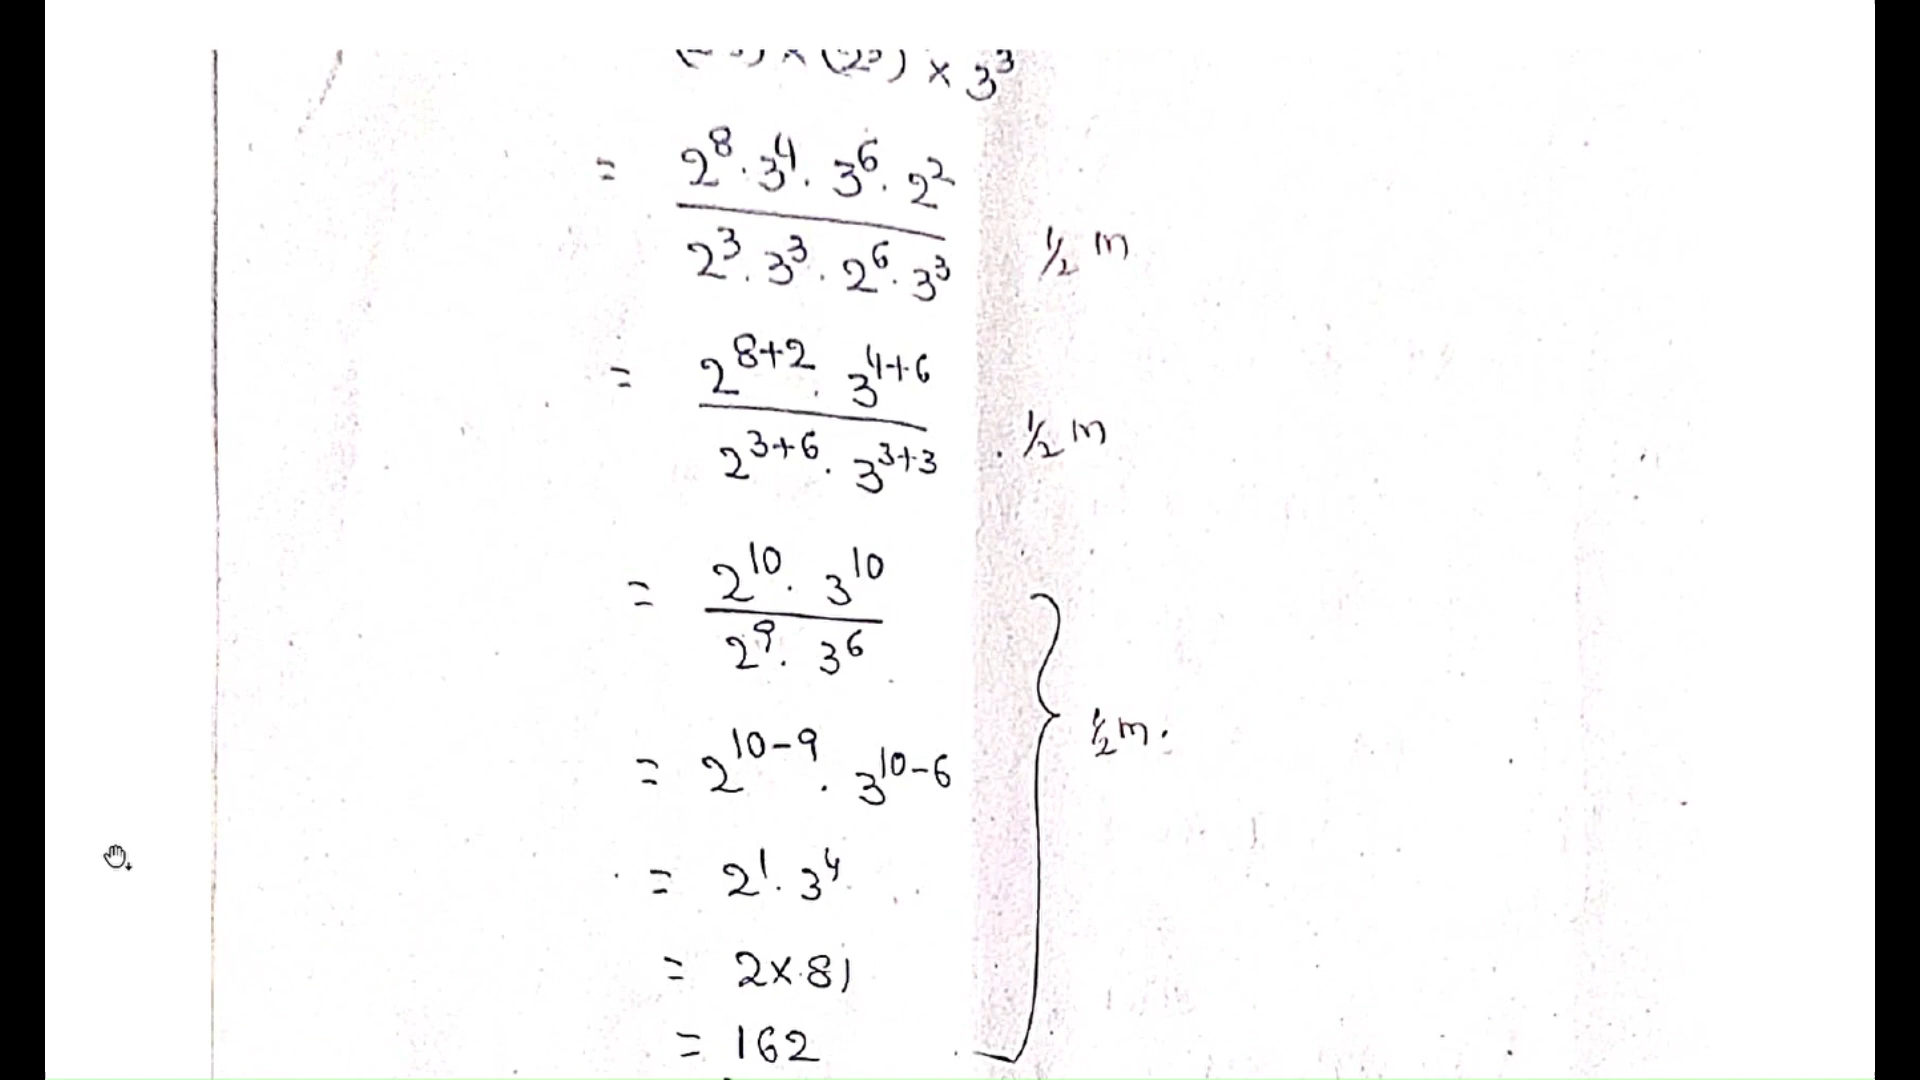 × 3³
= 2⁸ · 3⁴ · 3⁶ · 2²
2³ · 3³ · 2⁶ · 3³
½ m
= 2⁸⁺² · 3⁴⁺⁶
2³⁺⁶ · 3³⁺³
½ m
= 2¹⁰ · 3¹⁰
2⁹ · 3⁶
= 2¹⁰⁻⁹ · 3¹⁰⁻⁶
½ m.
= 2¹ · 3⁴
= 2 × 81
= 162